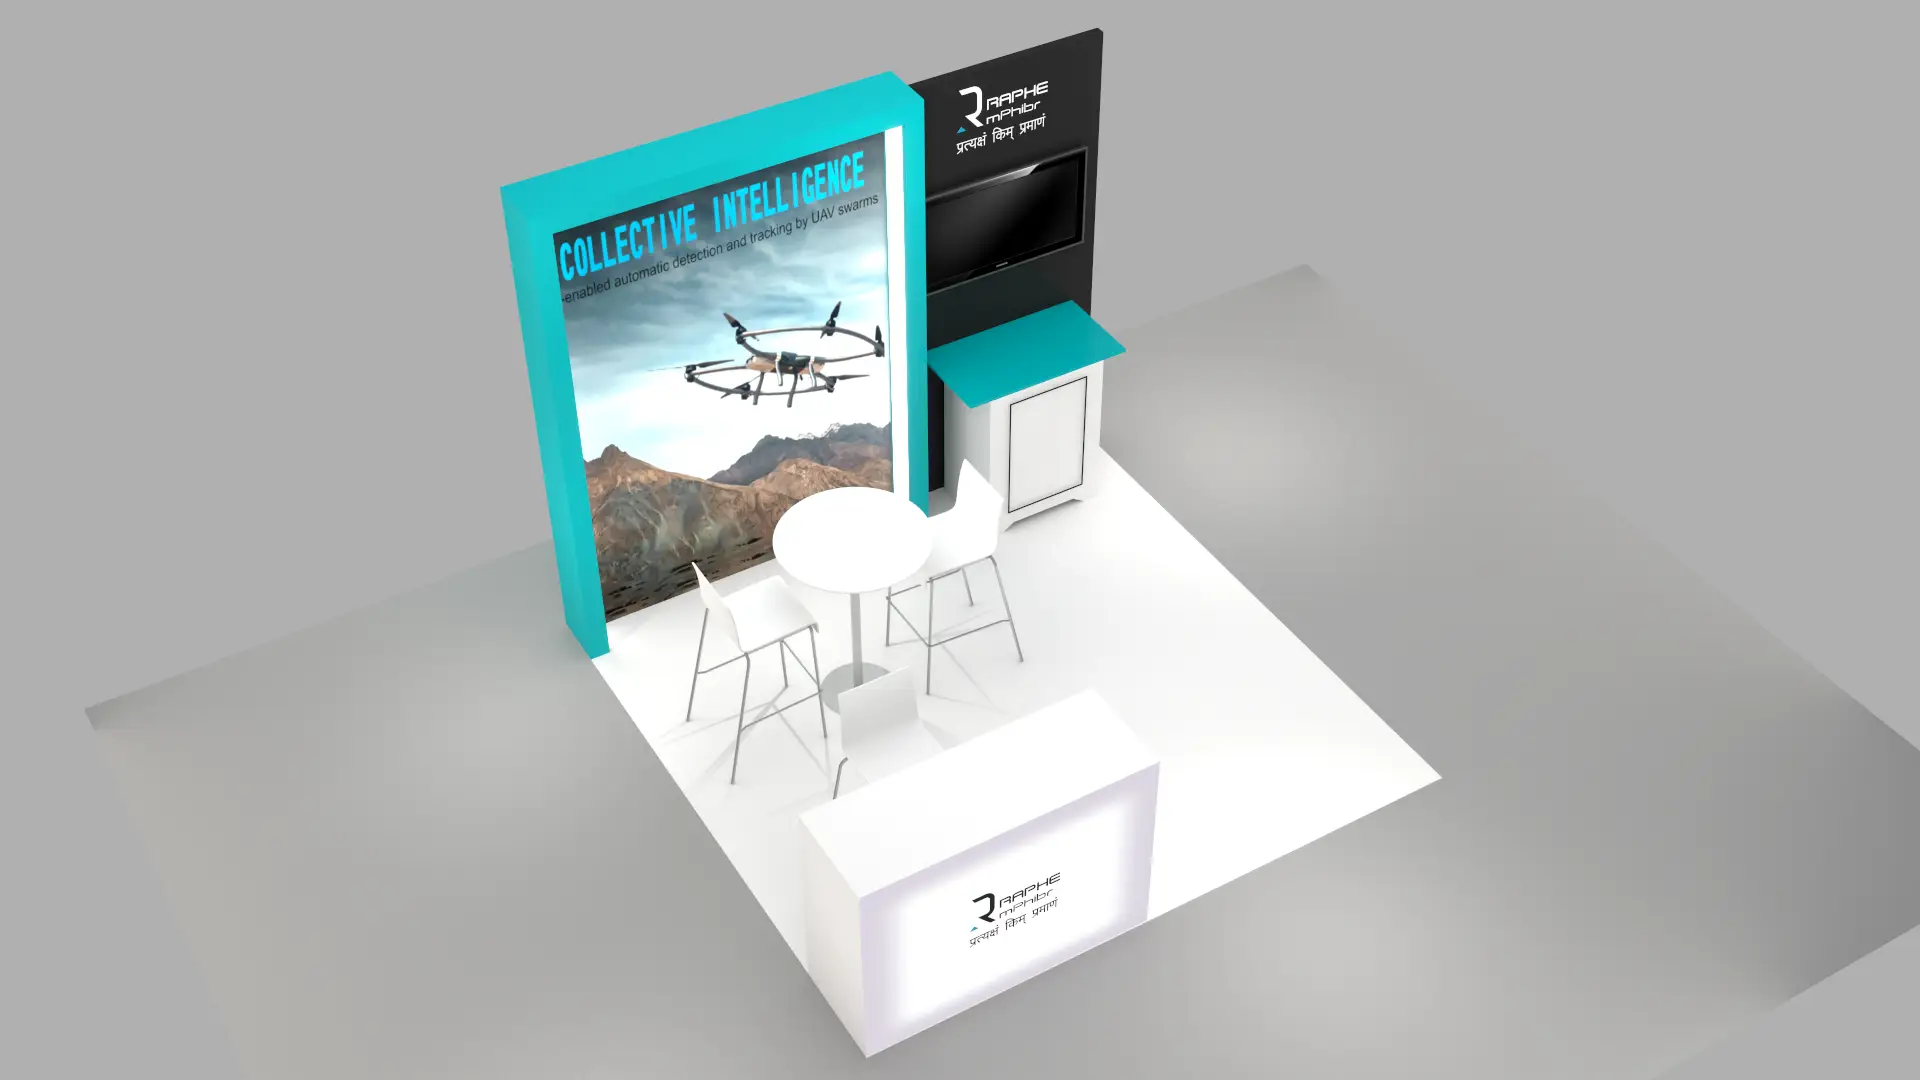 COLLECTIVE INTELLIGENCE
-enabled automatic detection and tracking by UAV swarms
RAPHE
mPhibr
प्रत्यक्षं किम् प्रमाणं
RAPHE
mPhibr
प्रत्यक्षं किम् प्रमाणं